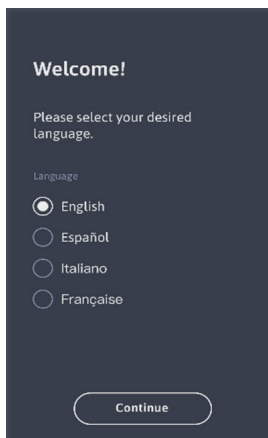 Welcome!
Please select your desired
language.
Language
English
Español
Italiano
Française
Continue